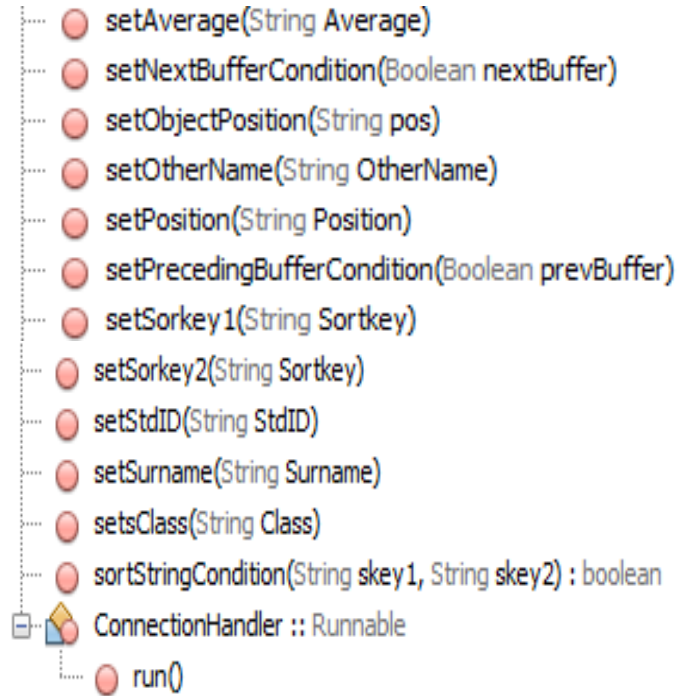 setAverage(String Average)
setNextBufferCondition(Boolean nextBuffer)
setObjectPosition(String pos)
setOtherName(String OtherName)
setPosition(String Position)
setPrecedingBufferCondition(Boolean prevBuffer)
setSorkey1(String Sortkey)
setSorkey2(String Sortkey)
setStdID(String StdID)
setSurname(String Surname)
setsClass(String Class)
sortStringCondition(String skey1, String skey2) : boolean
ConnectionHandler :: Runnable
run()